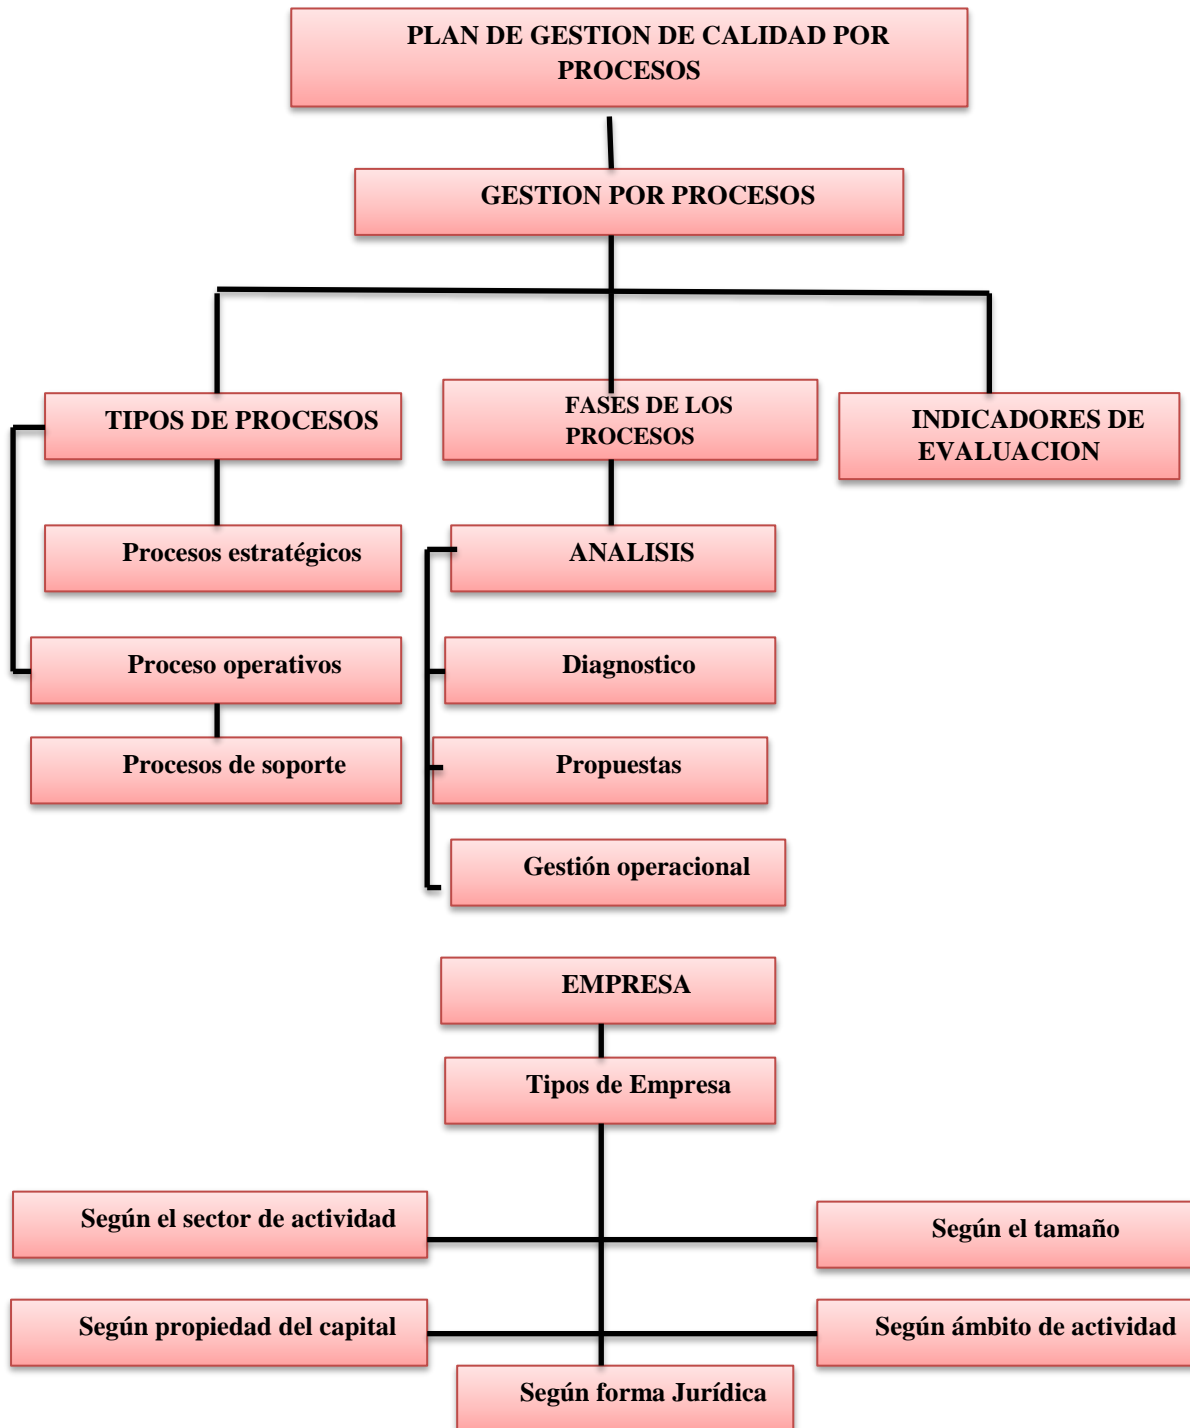 PLAN DE GESTION DE CALIDAD POR
PROCESOS
GESTION POR PROCESOS
TIPOS DE PROCESOS
FASES DE LOS
PROCESOS
INDICADORES DE
EVALUACION
Procesos estratégicos
ANALISIS
Proceso operativos
Diagnostico
Procesos de soporte
Propuestas
Gestión operacional
EMPRESA
Tipos de Empresa
Según el sector de actividad
Según el tamaño
Según propiedad del capital
Según ámbito de actividad
Según forma Jurídica